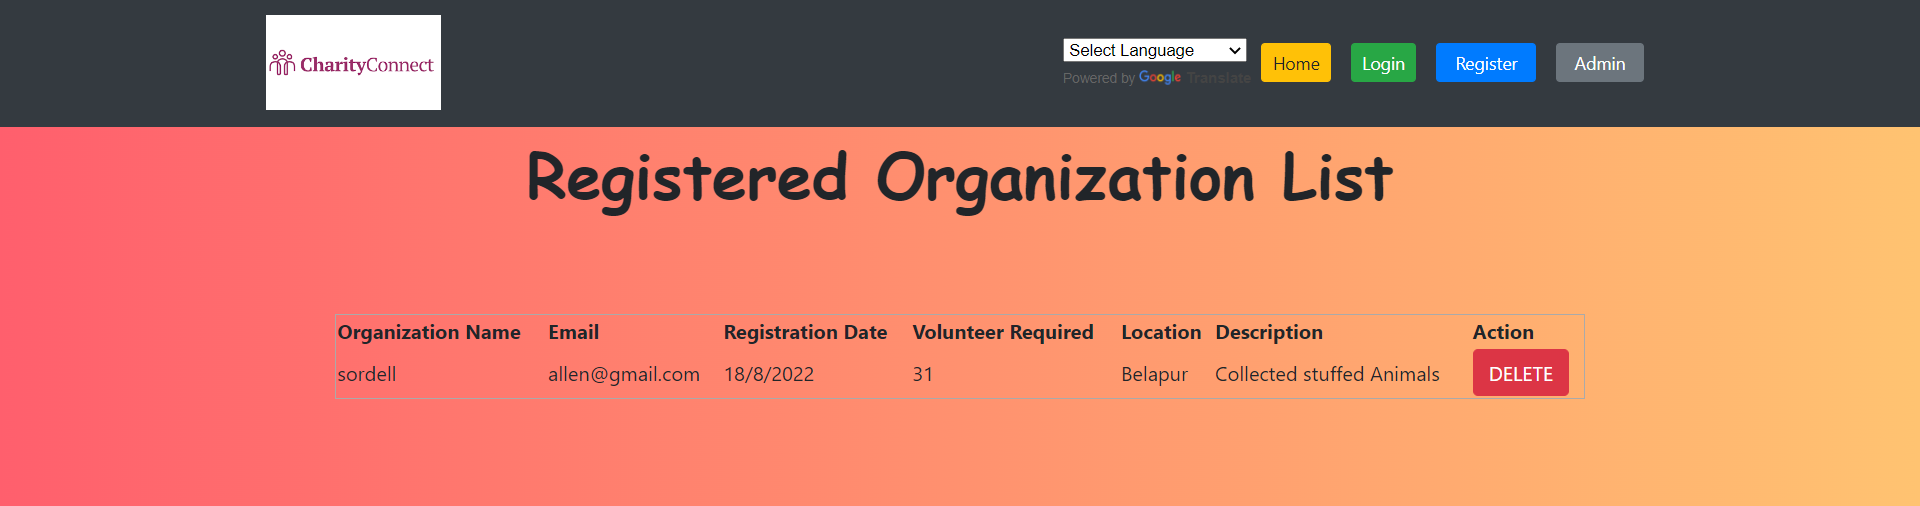 CharityConnect
Select Language
Powered by Google Translate
Home
Login
Register
Admin
Registered Organization List
Organization Name Email Registration Date Volunteer Required Location Description Action
sordell allen@gmail.com 18/8/2022 31 Belapur Collected stuffed Animals DELETE